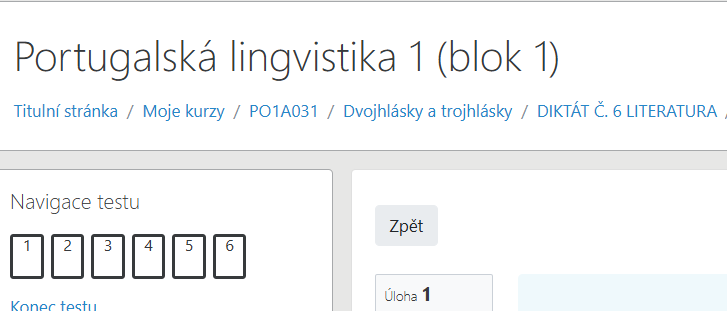 Portugalská lingvistika 1 (blok 1)
Titulní stránka / Moje kurzy / PO1A031 / Dvojhlásky a trojhlásky / DIKTÁT Č. 6 LITERATURA /
Navigace testu
1 2 3 4 5 6
Zpět
Úloha 1
Konec testu